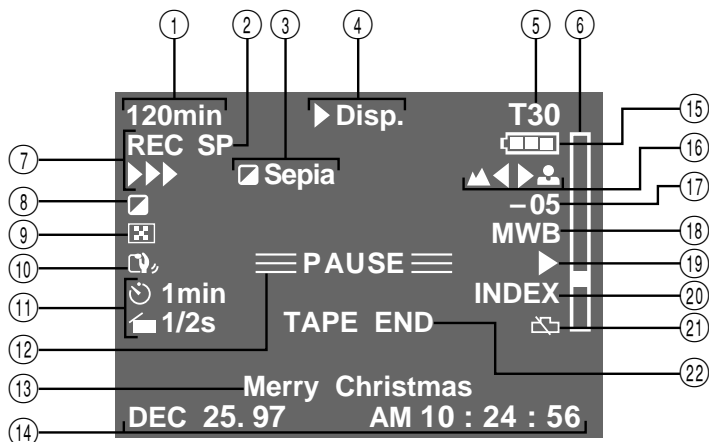 1 2 3 4 5 6
120min ▶Disp. T30
REC SP
7 15
▶▶▶ Sepia 16
8 –05 17
9 MWB 18
10 PAUSE ▶ 19
11 1min INDEX 20
1/2s TAPE END 21
12 22
13 Merry Christmas
14 DEC 25. 97 AM 10 : 24 : 56